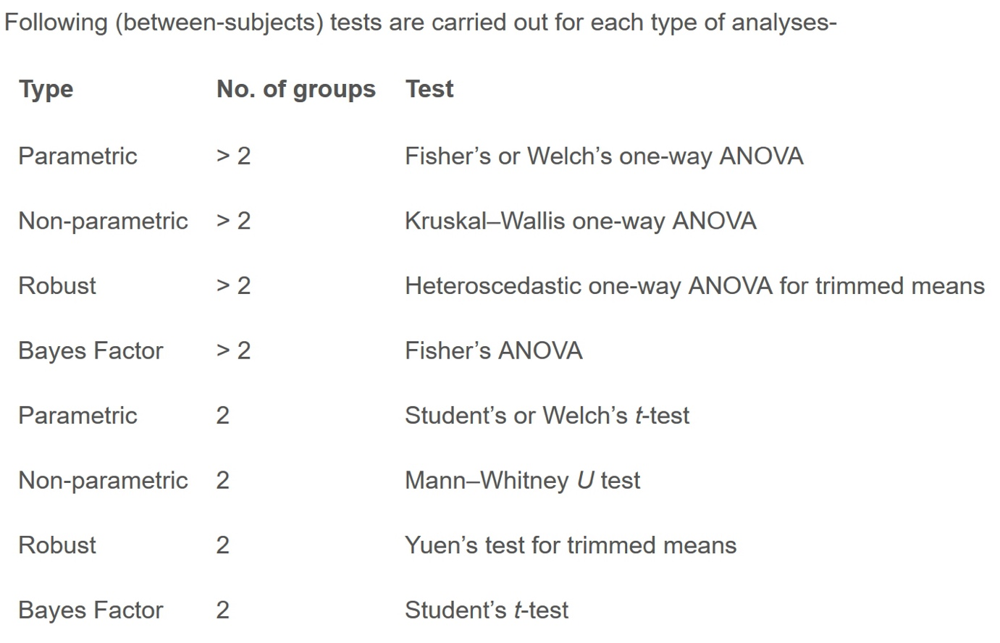 Following (between-subjects) tests are carried out for each type of analyses-
Type No. of groups Test
Parametric > 2 Fisher’s or Welch’s one-way ANOVA
Non-parametric > 2 Kruskal–Wallis one-way ANOVA
Robust > 2 Heteroscedastic one-way ANOVA for trimmed means
Bayes Factor > 2 Fisher’s ANOVA
Parametric 2 Student’s or Welch’s t-test
Non-parametric 2 Mann–Whitney U test
Robust 2 Yuen’s test for trimmed means
Bayes Factor 2 Student’s t-test